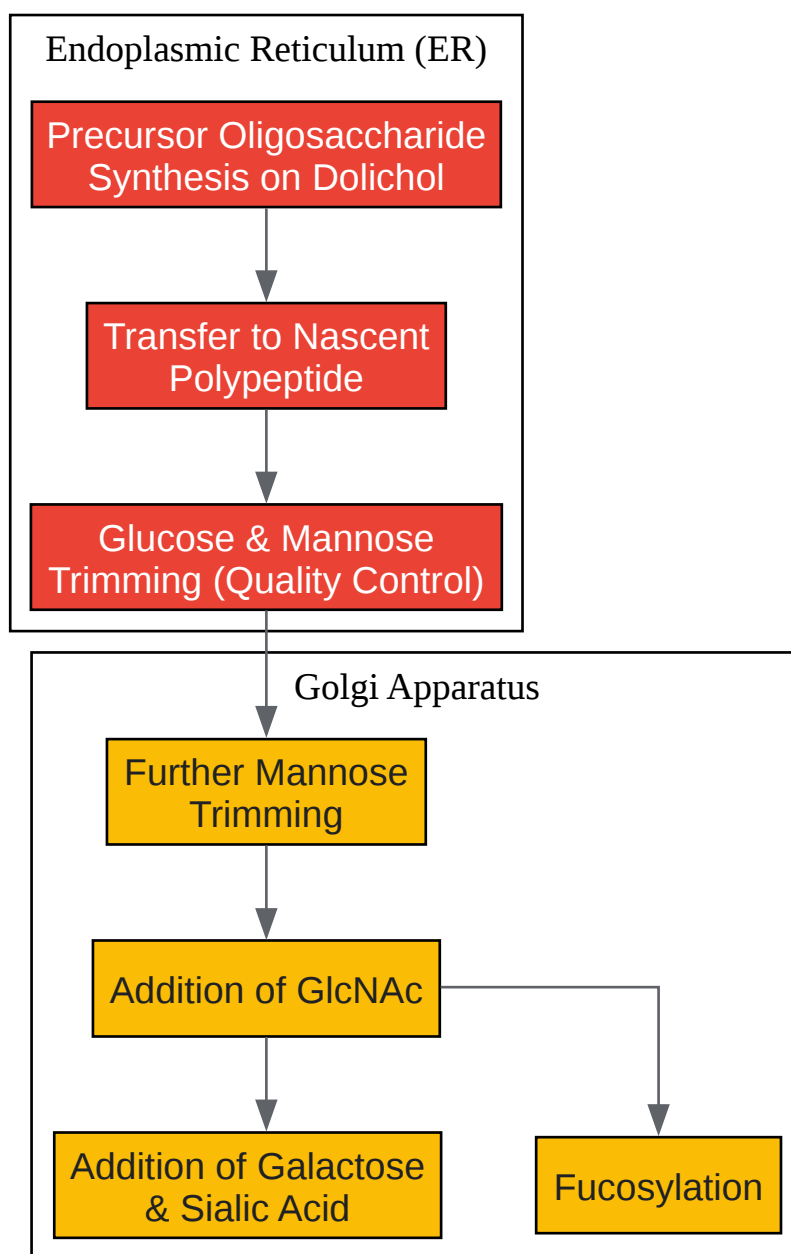 Endoplasmic Reticulum (ER)
Precursor Oligosaccharide
Synthesis on Dolichol
Transfer to Nascent
Polypeptide
Glucose & Mannose
Trimming (Quality Control)
Golgi Apparatus
Further Mannose
Trimming
Addition of GlcNAc
Addition of Galactose
& Sialic Acid
Fucosylation